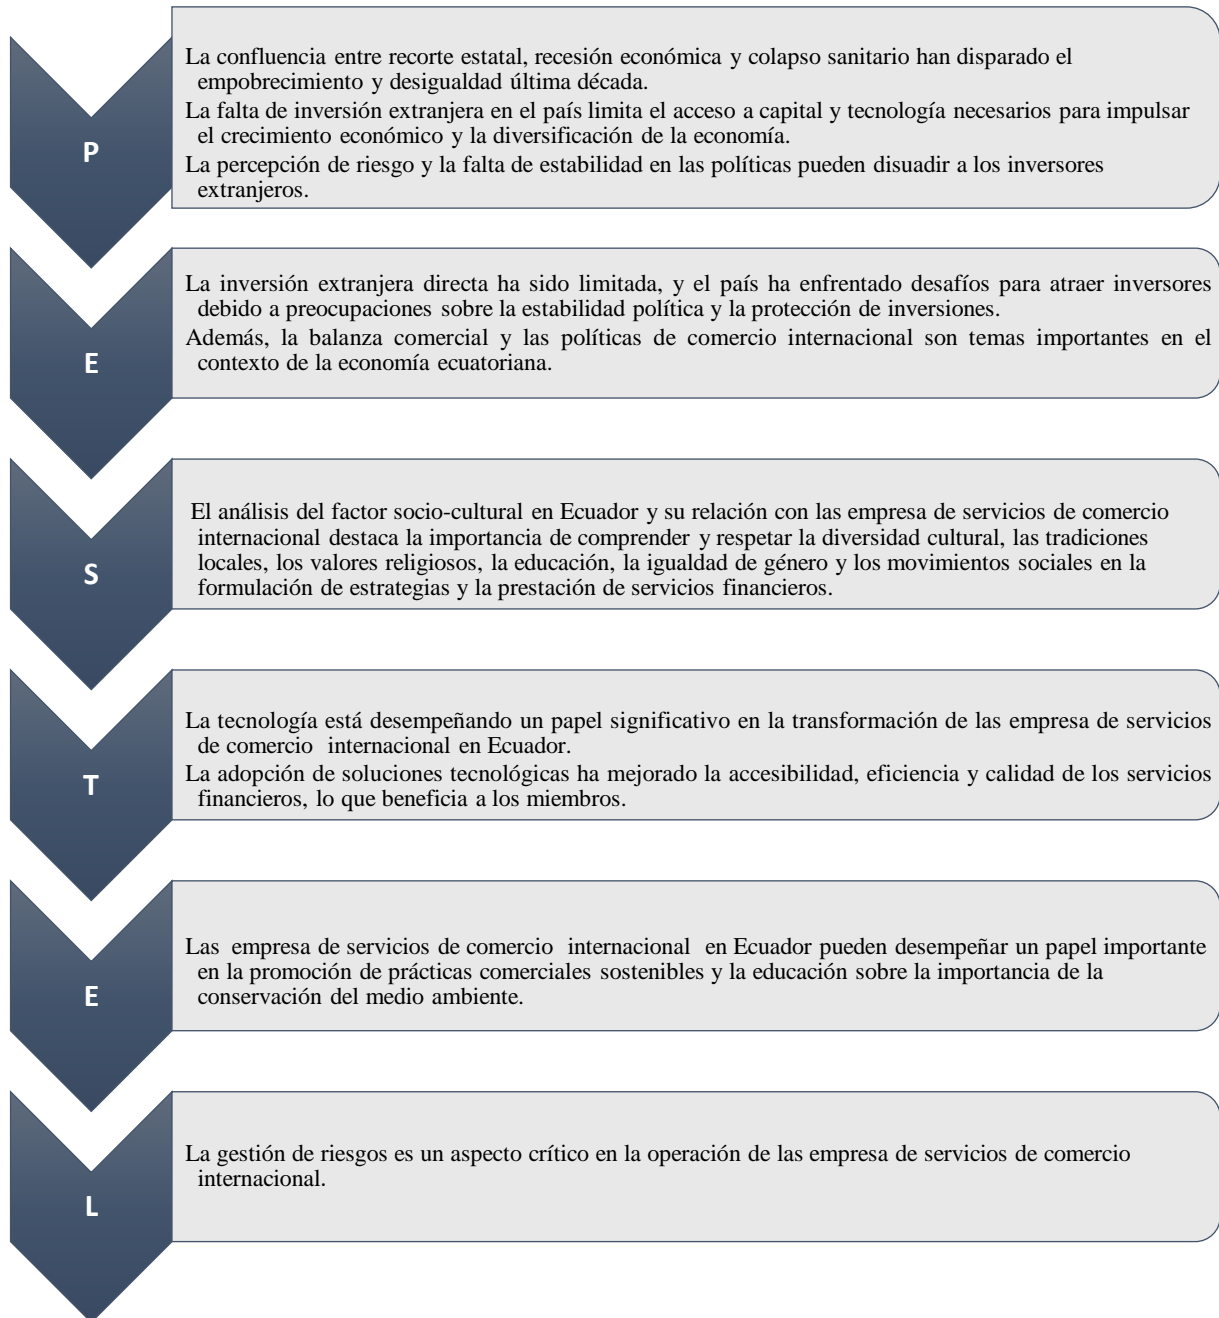 P
La confluencia entre recorte estatal, recesión económica y colapso sanitario han disparado el
empobrecimiento y desigualdad última década.
La falta de inversión extranjera en el país limita el acceso a capital y tecnología necesarios para impulsar
el crecimiento económico y la diversificación de la economía.
La percepción de riesgo y la falta de estabilidad en las políticas pueden disuadir a los inversores
extranjeros.
E
La inversión extranjera directa ha sido limitada, y el país ha enfrentado desafíos para atraer inversores
debido a preocupaciones sobre la estabilidad política y la protección de inversiones.
Además, la balanza comercial y las políticas de comercio internacional son temas importantes en el
contexto de la economía ecuatoriana.
S
El análisis del factor socio-cultural en Ecuador y su relación con las empresa de servicios de comercio
internacional destaca la importancia de comprender y respetar la diversidad cultural, las tradiciones
locales, los valores religiosos, la educación, la igualdad de género y los movimientos sociales en la
formulación de estrategias y la prestación de servicios financieros.
T
La tecnología está desempeñando un papel significativo en la transformación de las empresa de servicios
de comercio internacional en Ecuador.
La adopción de soluciones tecnológicas ha mejorado la accesibilidad, eficiencia y calidad de los servicios
financieros, lo que beneficia a los miembros.
E
Las empresa de servicios de comercio internacional en Ecuador pueden desempeñar un papel importante
en la promoción de prácticas comerciales sostenibles y la educación sobre la importancia de la
conservación del medio ambiente.
L
La gestión de riesgos es un aspecto crítico en la operación de las empresa de servicios de comercio
internacional.